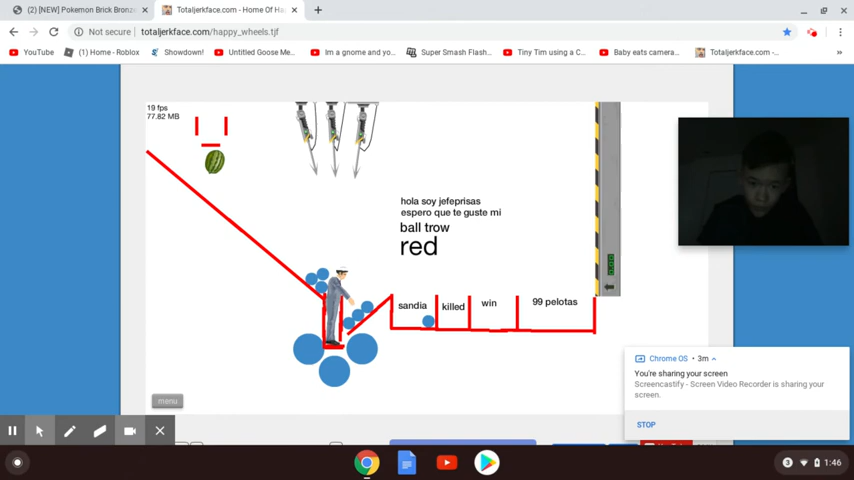 (2) [NEW] Pokemon Brick Bronze
Totaljerkface.com - Home Of Ha
Not secure
totaljerkface.com/happy_wheels.tjf
YouTube
(1) Home - Roblox
Showdown!
Untitled Goose Me...
Im a gnome and yo...
Super Smash Flash...
Tiny Tim using a C...
Baby eats camera...
Totaljerkface.com -...
19 fps
77.82 MB
hola soy jefeprisas
espero que te guste mi
ball trow
red
sandia
killed
win
99 pelotas
menu
Chrome OS • 3m
You're sharing your screen
Screencastify - Screen Video Recorder is sharing your
screen.
STOP
3
1:46